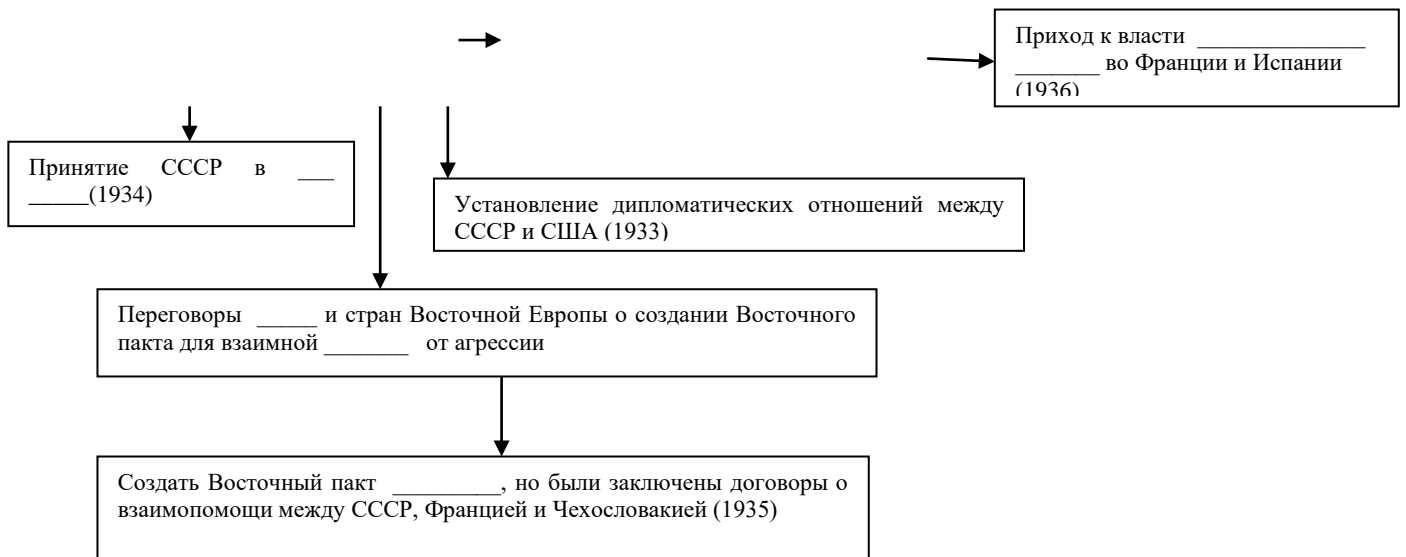 Приход к власти ______________
_______ во Франции и Испании
(1936)
Принятие СССР в ___
_____(1934)
Установление дипломатических отношений между
СССР и США (1933)
Переговоры _____ и стран Восточной Европы о создании Восточного
пакта для взаимной _______ от агрессии
Создать Восточный пакт _________, но были заключены договоры о
взаимопомощи между СССР, Францией и Чехословакией (1935)